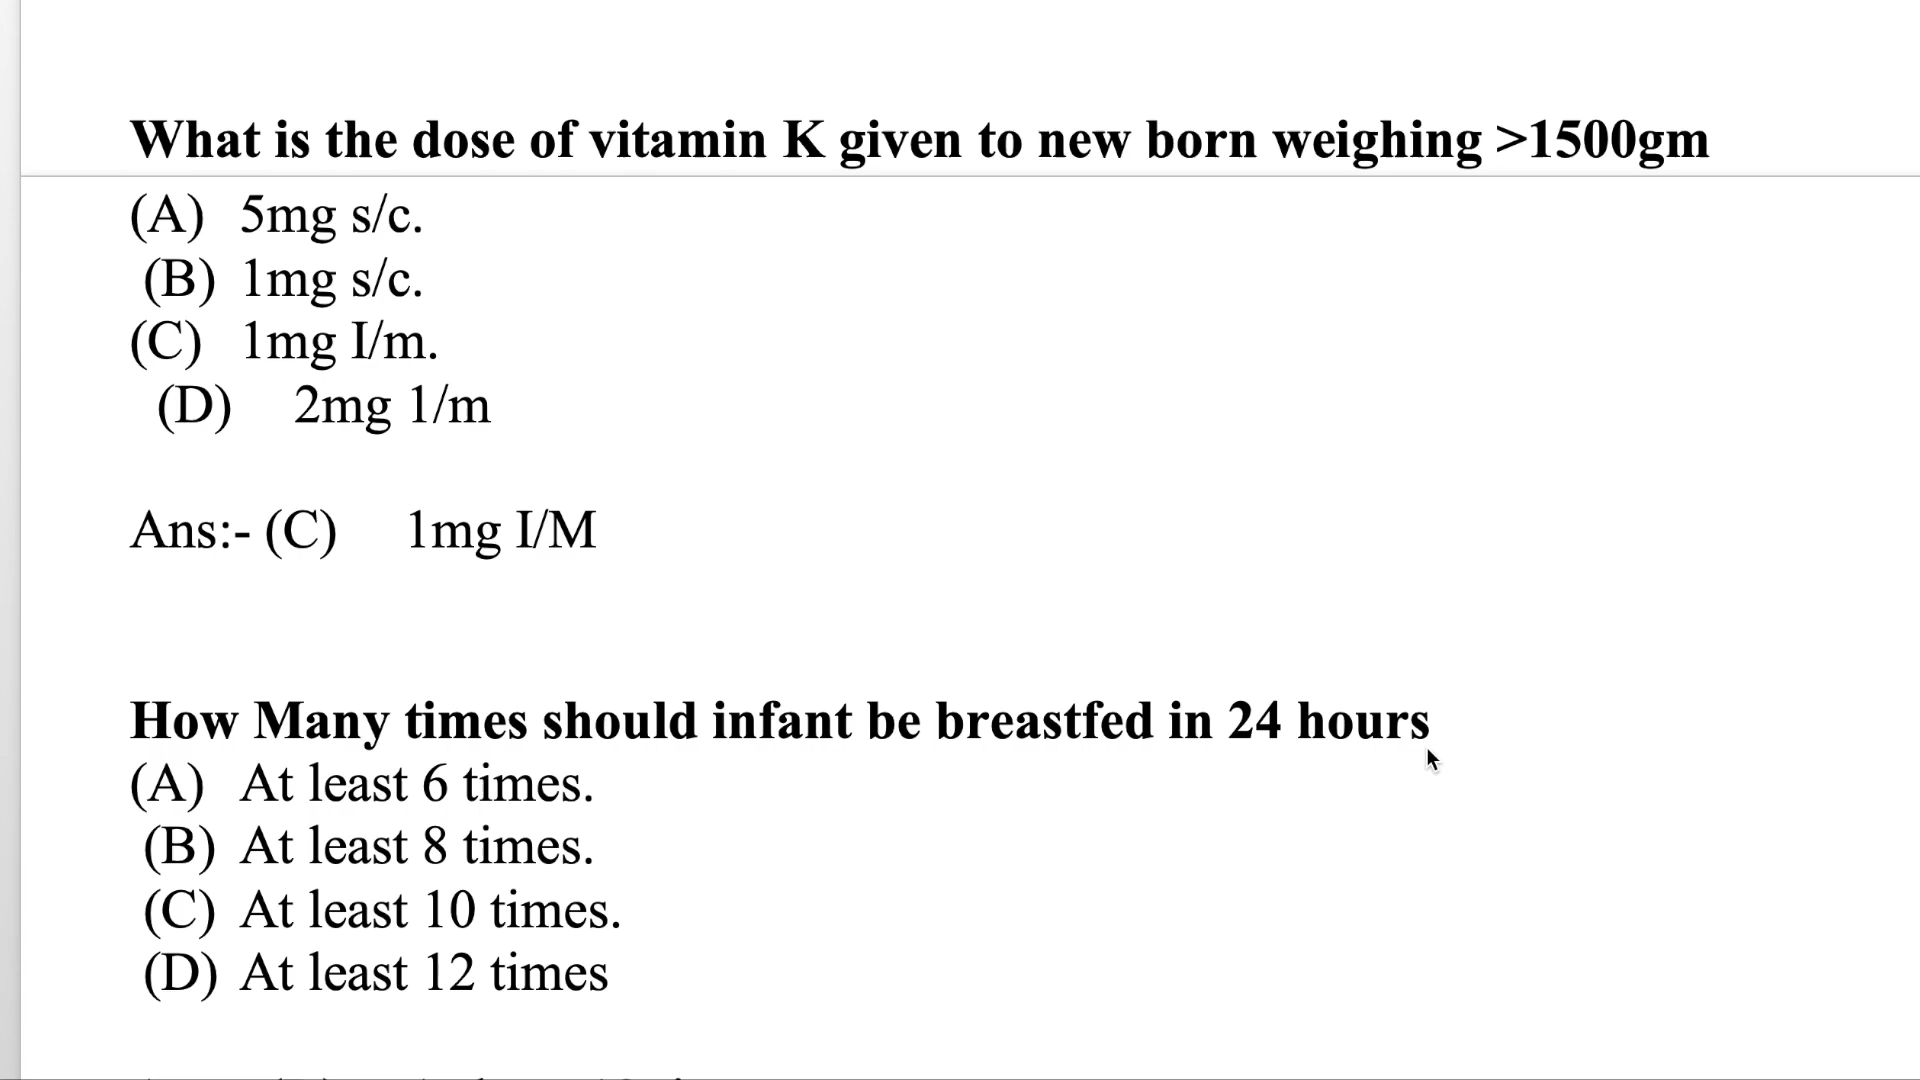 What is the dose of vitamin K given to new born weighing >1500gm
(A) 5mg s/c.
(B) 1mg s/c.
(C) 1mg I/m.
(D) 2mg 1/m
Ans:- (C) 1mg I/M
How Many times should infant be breastfed in 24 hours
(A) At least 6 times.
(B) At least 8 times.
(C) At least 10 times.
(D) At least 12 times